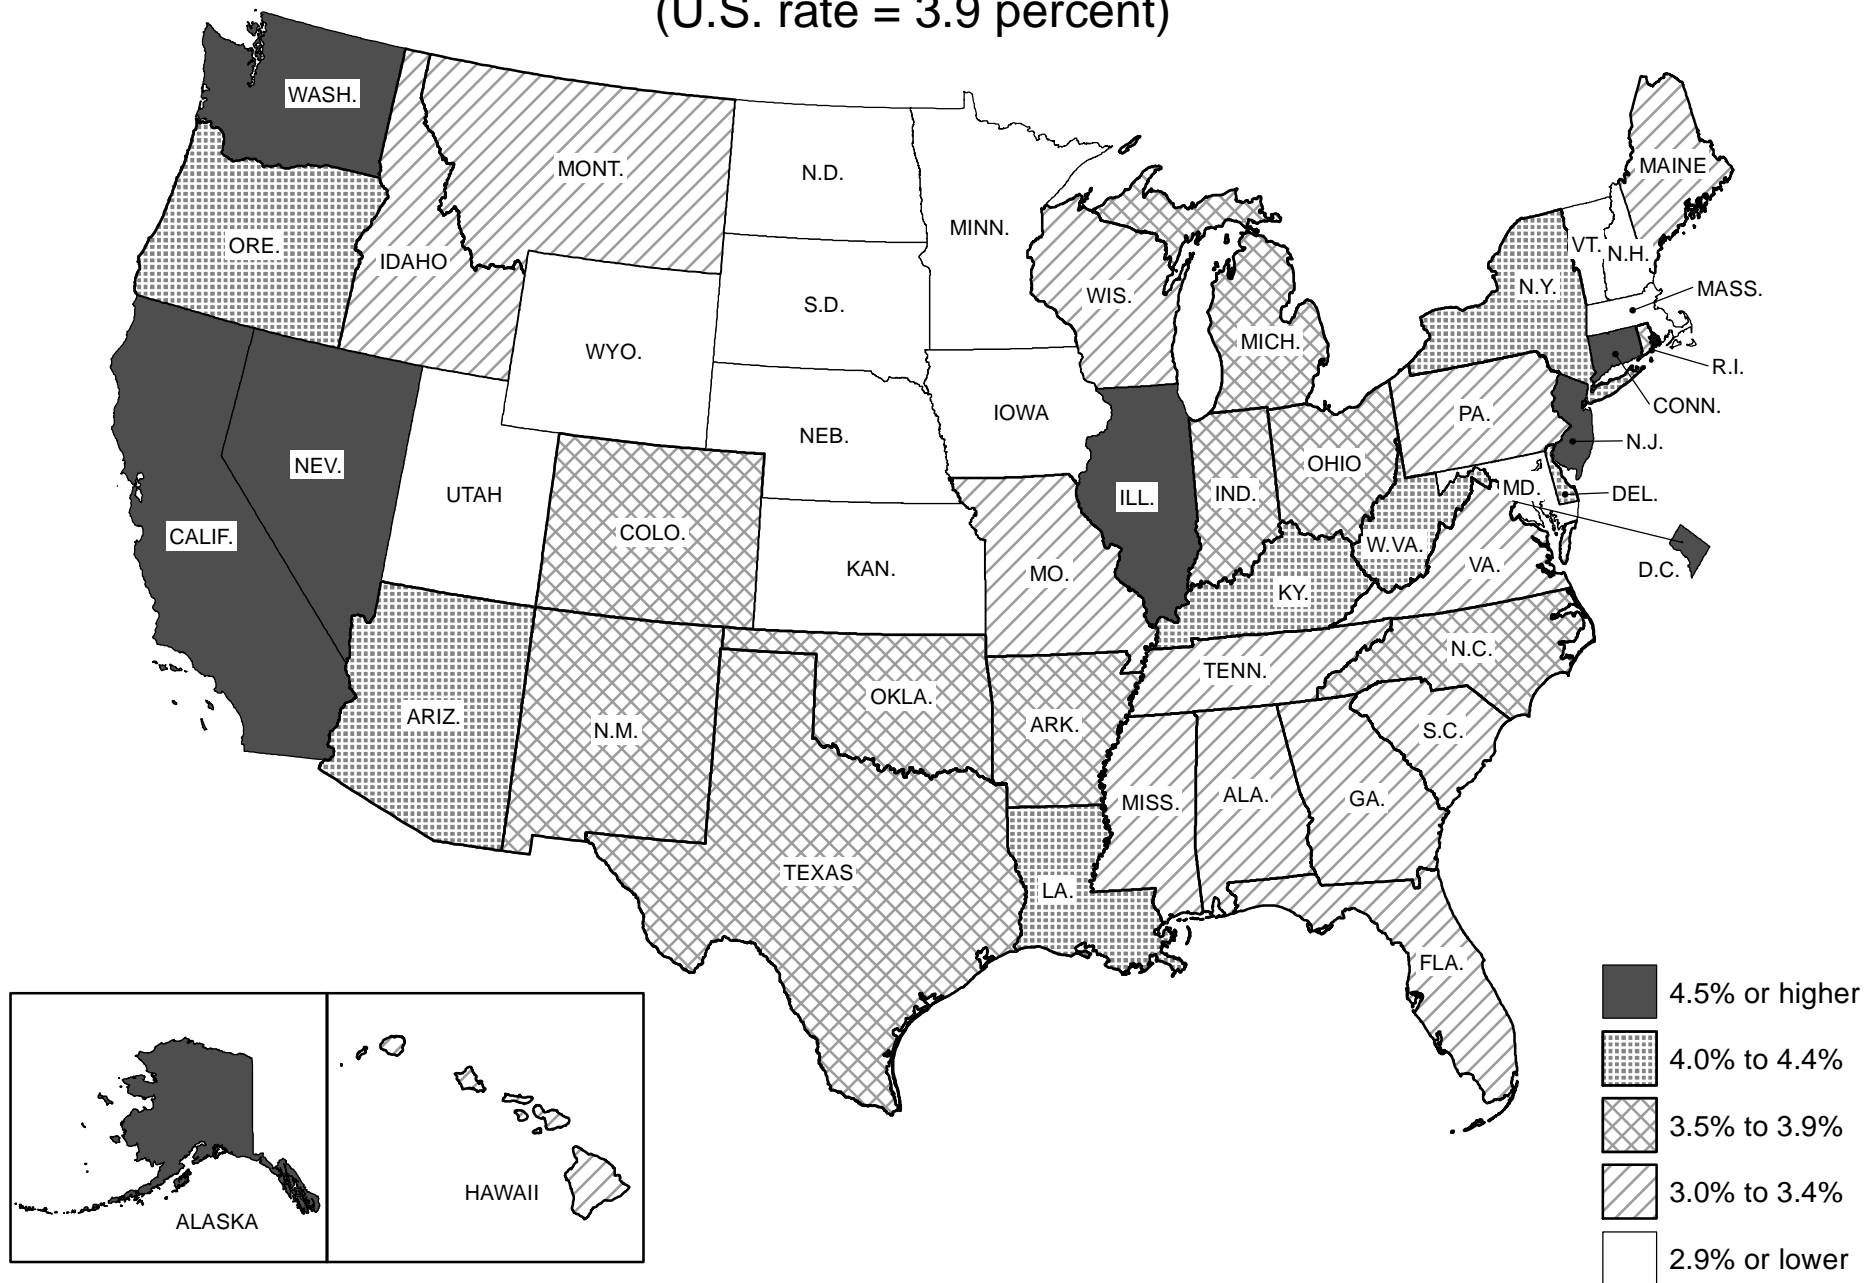 (U.S. rate = 3.9 percent)
WASH.
MONT.
MAINE
N.D.
MINN.
ORE.
IDAHO
VT.
N.H.
WIS.
N.Y.
MASS.
S.D.
MICH.
WYO.
R.I.
CONN.
IOWA
PA.
NEB.
N.J.
NEV.
OHIO
UTAH
ILL.
IND.
MD.
DEL.
CALIF.
COLO.
W.VA.
KAN.
MO.
VA.
D.C.
KY.
N.C.
TENN.
OKLA.
ARIZ.
N.M.
ARK.
S.C.
MISS.
ALA.
GA.
TEXAS
LA.
FLA.
HAWAII
ALASKA
4.5% or higher
4.0% to 4.4%
3.5% to 3.9%
3.0% to 3.4%
2.9% or lower